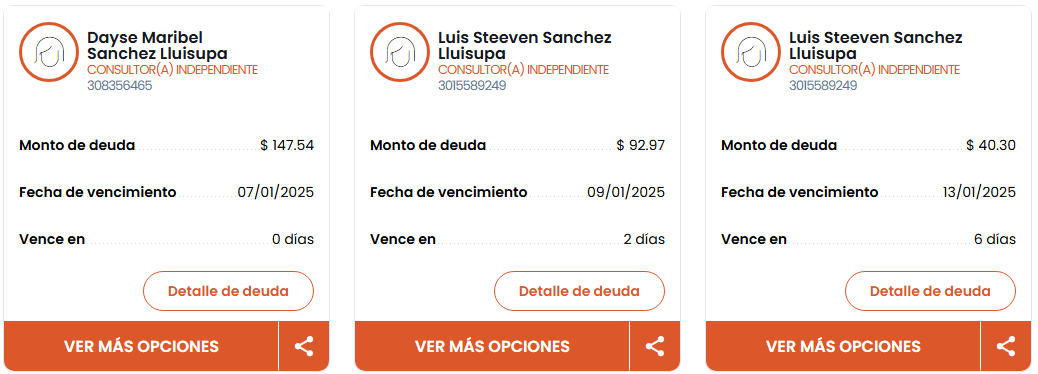 Dayse Maribel
Sanchez Lluisupa
CONSULTOR(A) INDEPENDIENTE
308356465
Monto de deuda $ 147.54
Fecha de vencimiento 07/01/2025
Vence en 0 días
Detalle de deuda
VER MÁS OPCIONES
Luis Steeven Sanchez
Lluisupa
CONSULTOR(A) INDEPENDIENTE
3015589249
Monto de deuda $ 92.97
Fecha de vencimiento 09/01/2025
Vence en 2 días
Detalle de deuda
VER MÁS OPCIONES
Luis Steeven Sanchez
Lluisupa
CONSULTOR(A) INDEPENDIENTE
3015589249
Monto de deuda $ 40.30
Fecha de vencimiento 13/01/2025
Vence en 6 días
Detalle de deuda
VER MÁS OPCIONES